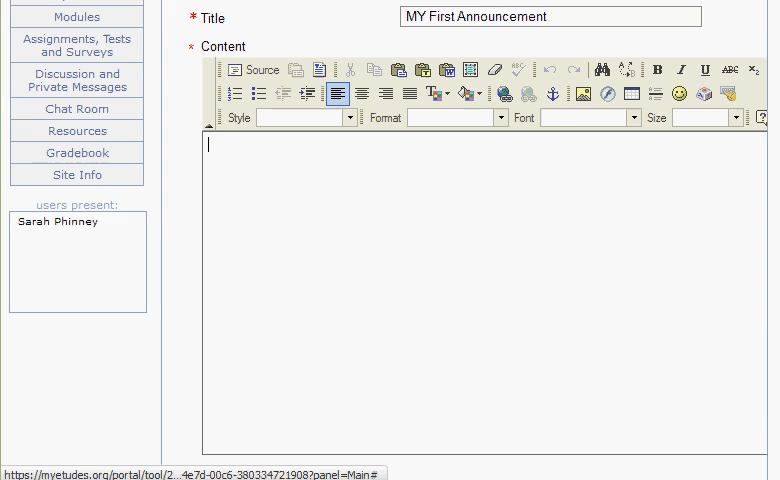 Modules
Assignments, Tests
and Surveys
Discussion and
Private Messages
Chat Room
Resources
Gradebook
Site Info
users present:
Sarah Phinney
* Title
MY First Announcement
* Content
Source
B I U ABC x₂
Style
Format
Font
Size
https://myetudes.org/portal/tool/2...4e7d-00c6-380334721908?panel=Main#